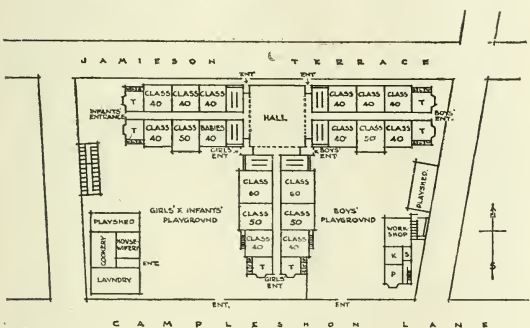 JAMIESON TERRACE
ENT ENT
CLASS 40 CLASS 40 CLASS 40
CLASS 40 CLASS 40 CLASS 40
T T
HALL
INFANTS' ENTRANCE
BOYS' ENT.
T CLASS 40 CLASS 50 BABIES 40
CLASS 40 CLASS 50 CLASS 40 T
GIRLS' ENT
BOYS' ENT
CLASS 60 CLASS 60
CLASS 50 CLASS 50
CLASS 40 CLASS 40
T T
GIRLS' ENT
GIRLS' & INFANTS' PLAYGROUND
BOYS' PLAYGROUND
PLAYSHED
COOKERY
HOUSE-WIFERY
LAUNDRY
ENT.
PLAYSHED.
WORK SHOP
K S
P
S
ENT. ENT
CAMPLESHON LANE